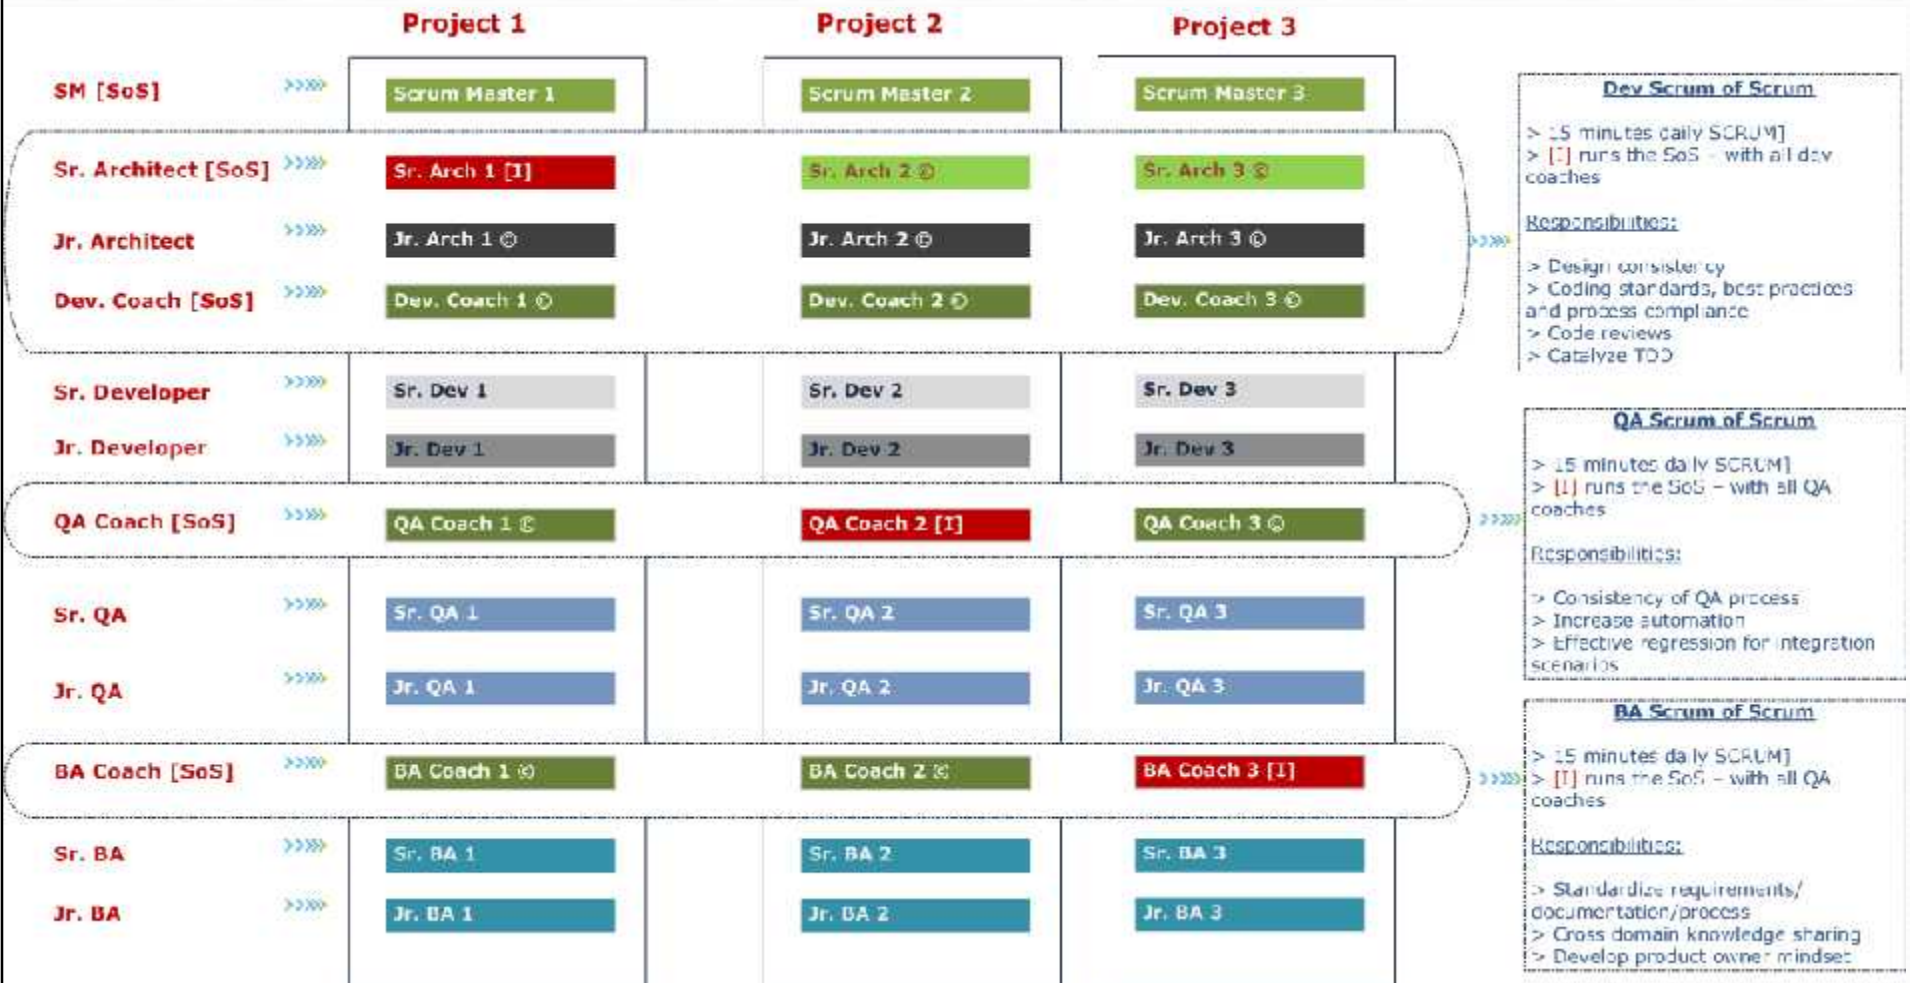 Project 1
Project 2
Project 3
SM [SoS]
Scrum Master 1
Scrum Master 2
Scrum Master 3
Sr. Architect [SoS]
Sr. Arch 1 [I]
Sr. Arch 2 ©
Sr. Arch 3 ©
Jr. Architect
Jr. Arch 1 ©
Jr. Arch 2 ©
Jr. Arch 3 ©
Dev. Coach [SoS]
Dev. Coach 1 ©
Dev. Coach 2 ©
Dev. Coach 3 ©
Sr. Developer
Sr. Dev 1
Sr. Dev 2
Sr. Dev 3
Jr. Developer
Jr. Dev 1
Jr. Dev 2
Jr. Dev 3
QA Coach [SoS]
QA Coach 1 ©
QA Coach 2 [I]
QA Coach 3 ©
Sr. QA
Sr. QA 1
Sr. QA 2
Sr. QA 3
Jr. QA
Jr. QA 1
Jr. QA 2
Jr. QA 3
BA Coach [SoS]
BA Coach 1 ©
BA Coach 2 ©
BA Coach 3 [I]
Sr. BA
Sr. BA 1
Sr. BA 2
Sr. BA 3
Jr. BA
Jr. BA 1
Jr. BA 2
Jr. BA 3
Dev Scrum of Scrum
> 15 minutes daily SCRUM]
> [I] runs the SoS – with all dev
coaches
Responsibilities:
> Design consistency
> Coding standards, best practices
and process compliance
> Code reviews
> Catalyze TDD
QA Scrum of Scrum
> 15 minutes daily SCRUM]
> [I] runs the SoS – with all QA
coaches
Responsibilities:
> Consistency of QA process
> Increase automation
> Effective regression for integration
scenarios
BA Scrum of Scrum
> 15 minutes daily SCRUM]
> [I] runs the SoS – with all QA
coaches
Responsibilities:
> Standardize requirements/
documentation/process
> Cross domain knowledge sharing
> Develop product owner mindset